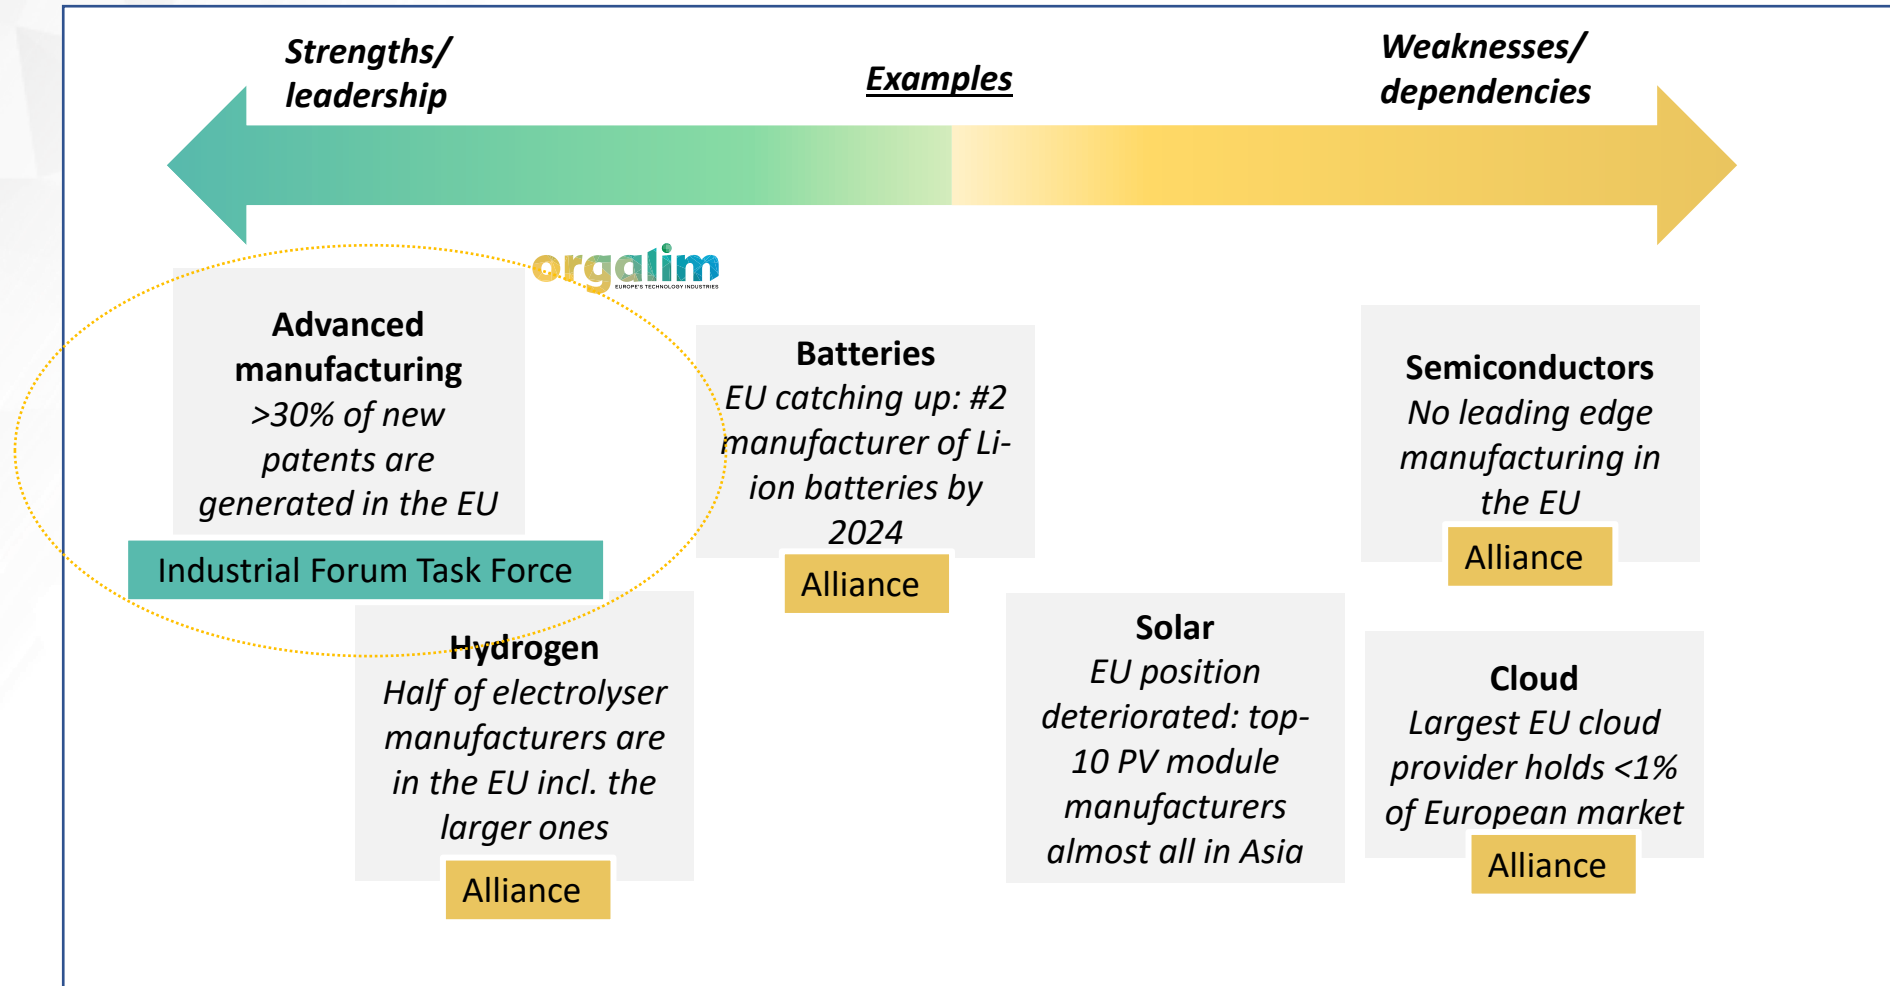 Strengths/
leadership
Examples
Weaknesses/
dependencies
orgalim
EUROPE'S TECHNOLOGY INDUSTRIES
Advanced
manufacturing
>30% of new
patents are
generated in the EU
Industrial Forum Task Force
Hydrogen
Half of electrolyser
manufacturers are
in the EU incl. the
larger ones
Alliance
Batteries
EU catching up: #2
manufacturer of Li-
ion batteries by
2024
Alliance
Solar
EU position
deteriorated: top-
10 PV module
manufacturers
almost all in Asia
Semiconductors
No leading edge
manufacturing in
the EU
Alliance
Cloud
Largest EU cloud
provider holds <1%
of European market
Alliance